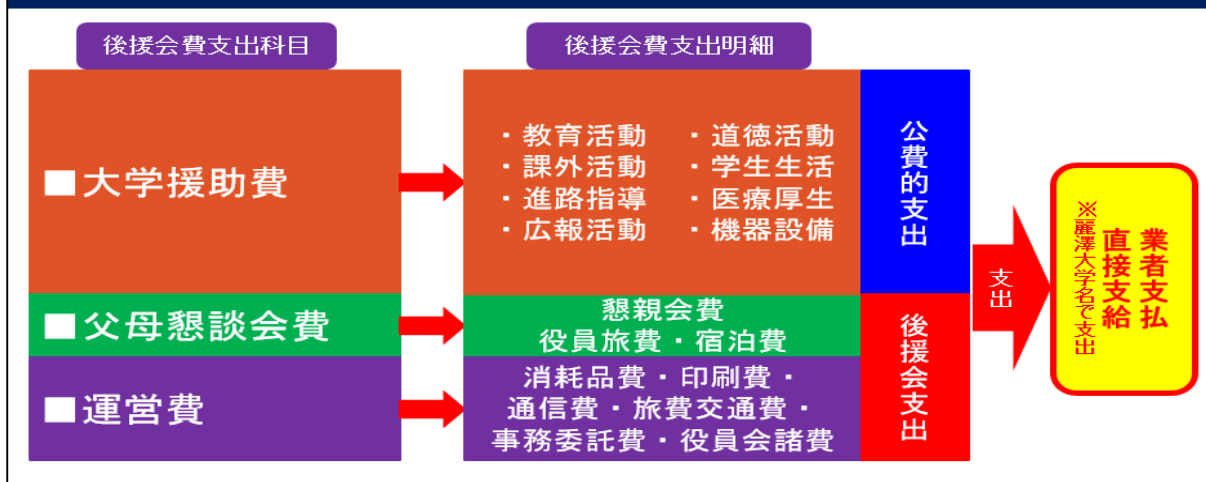 後援会費支出科目
後援会費支出明細
■大学援助費
・教育活動 ・道徳活動
・課外活動 ・学生生活
・進路指導 ・医療厚生
・広報活動 ・機器設備
公費的支出
■父母懇談会費
懇親会費
役員旅費・宿泊費
■運営費
消耗品費・印刷費・
通信費・旅費交通費・
事務委託費・役員会諸費
後援会支出
支出
業者支払
直接支給
※麗澤大学名で支出